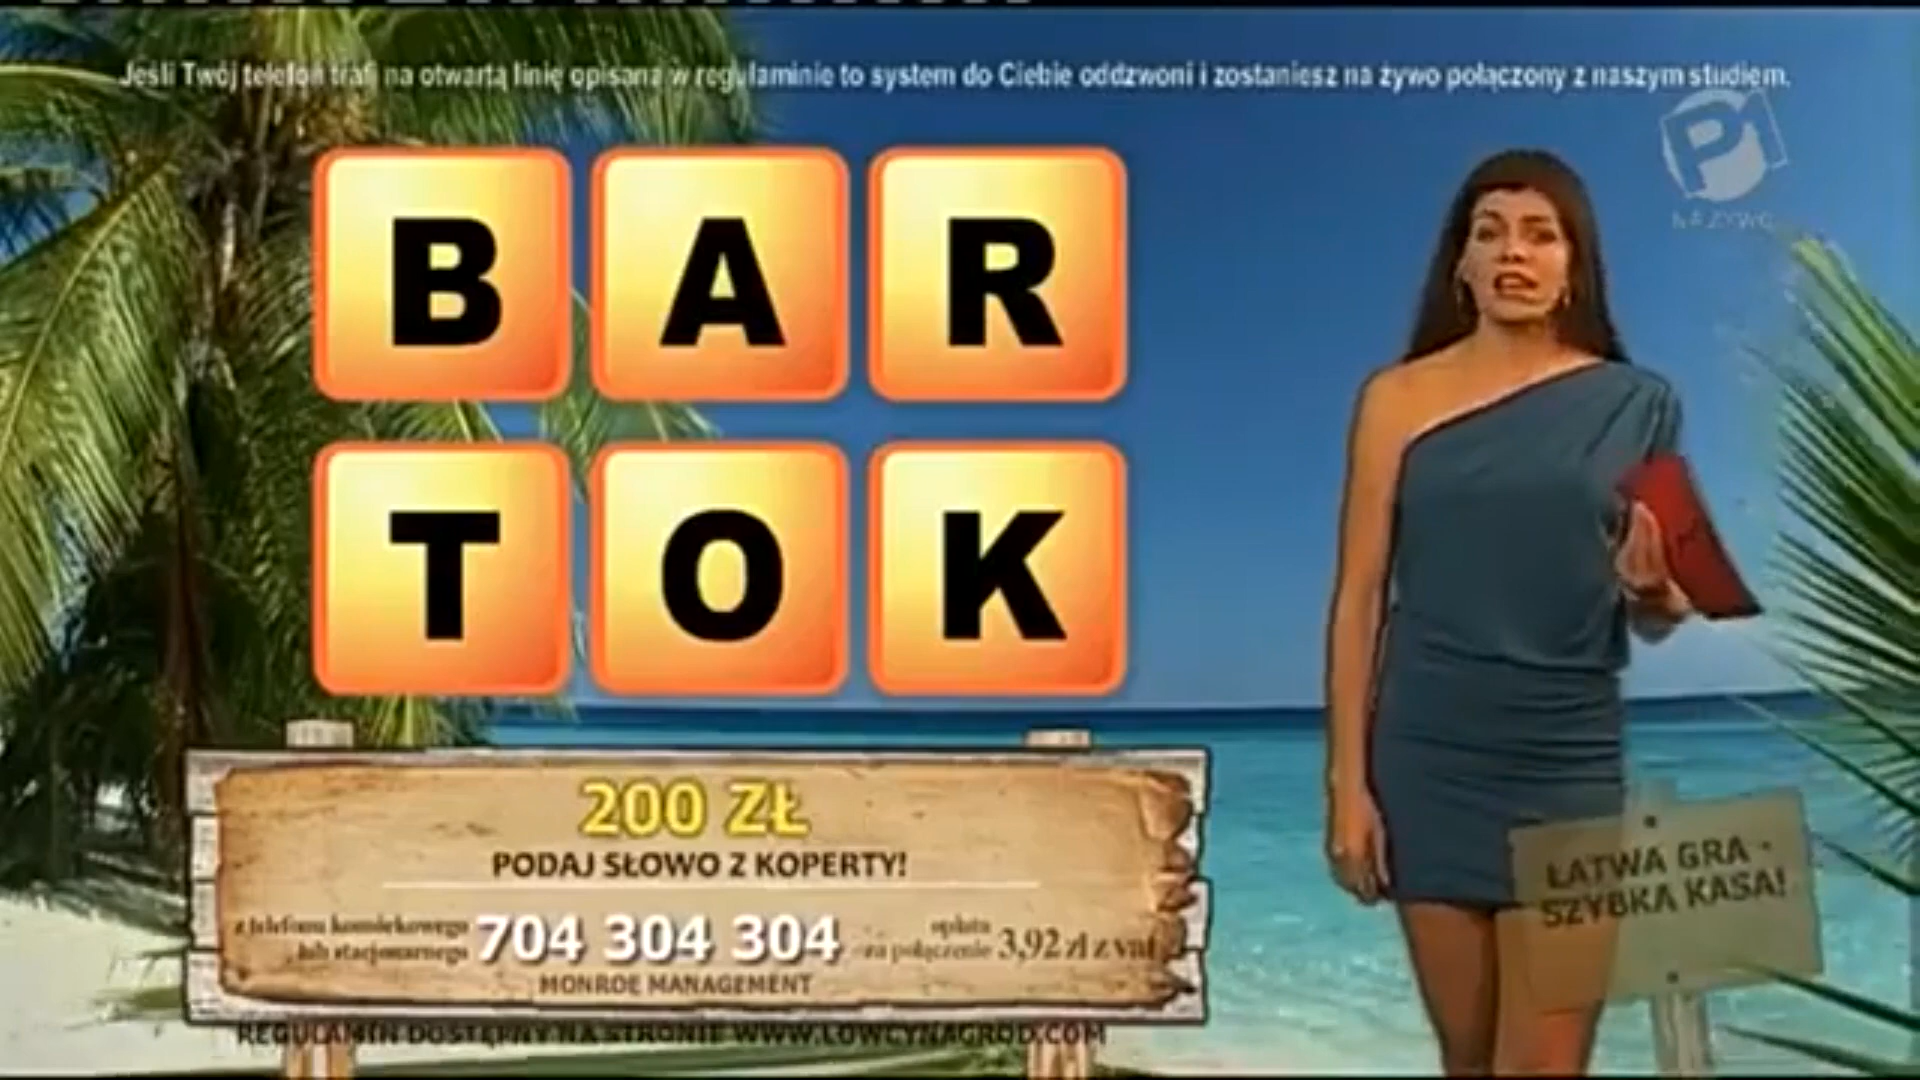 Jeśli Twój telefon trafi na otwartą linię opisaną w regulaminie to system do Ciebie oddzwoni i zostaniesz na żywo połączony z naszym studiem.
P1
NA ŻYWO
B A R
T O K
200 ZŁ
PODAJ SŁOWO Z KOPERTY!
z telefonu komórkowego
lub stacjonarnego
704 304 304
opłata
za połączenie 3,92 zł z vat
MONROE MANAGEMENT
REGULAMIN DOSTĘPNY NA STRONIE WWW.LOWCYNAGROD.COM
ŁATWA GRA -
SZYBKA KASA!